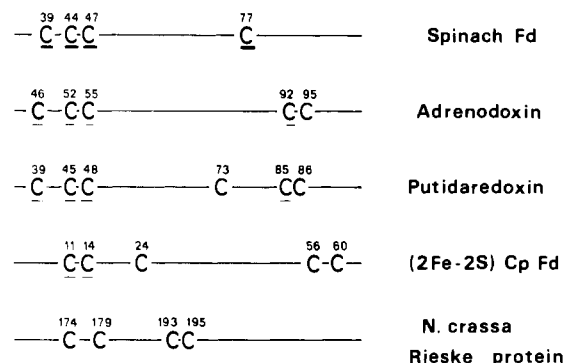 39 44 47 77
C C C C Spinach Fd
46 52 55 92 95
C C C C C Adrenodoxin
39 45 48 73 85 86
C C C C C C Putidaredoxin
11 14 24 56 60
C C C C C (2Fe-2S) Cp Fd
174 179 193 195
C C C C N. crassa
Rieske protein